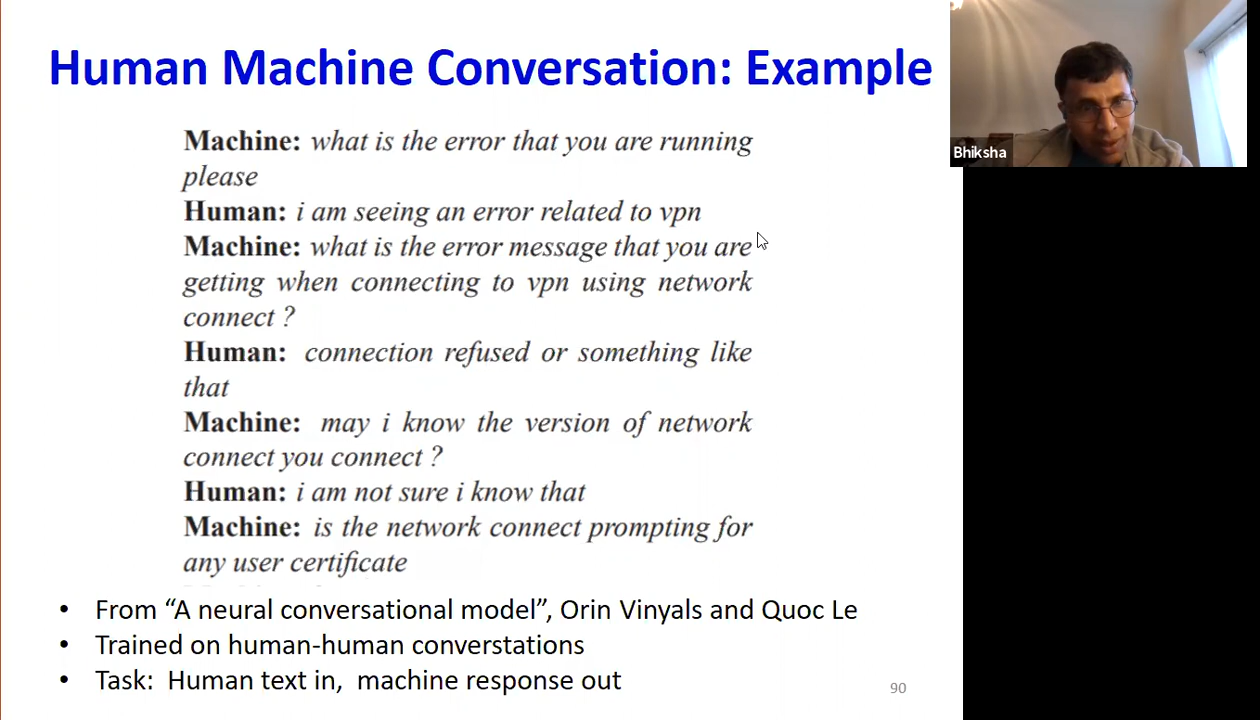 Human Machine Conversation: Example
Machine: what is the error that you are running
please
Human: i am seeing an error related to vpn
Machine: what is the error message that you are
getting when connecting to vpn using network
connect ?
Human: connection refused or something like
that
Machine: may i know the version of network
connect you connect ?
Human: i am not sure i know that
Machine: is the network connect prompting for
any user certificate
• From “A neural conversational model”, Orin Vinyals and Quoc Le
• Trained on human-human converstations
• Task: Human text in, machine response out
90
Bhiksha